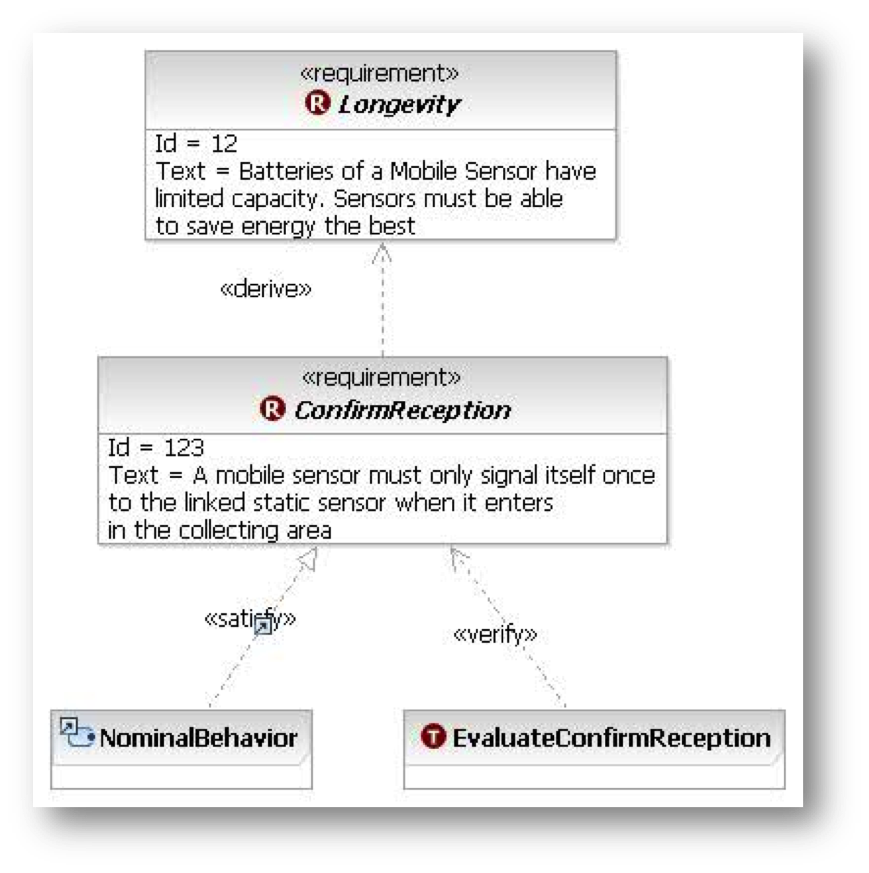 «requirement»
R Longevity
Id = 12
Text = Batteries of a Mobile Sensor have
limited capacity. Sensors must be able
to save energy the best
«derive»
«requirement»
R ConfirmReception
Id = 123
Text = A mobile sensor must only signal itself once
to the linked static sensor when it enters
in the collecting area
«satisfy»
«verify»
NominalBehavior
T EvaluateConfirmReception